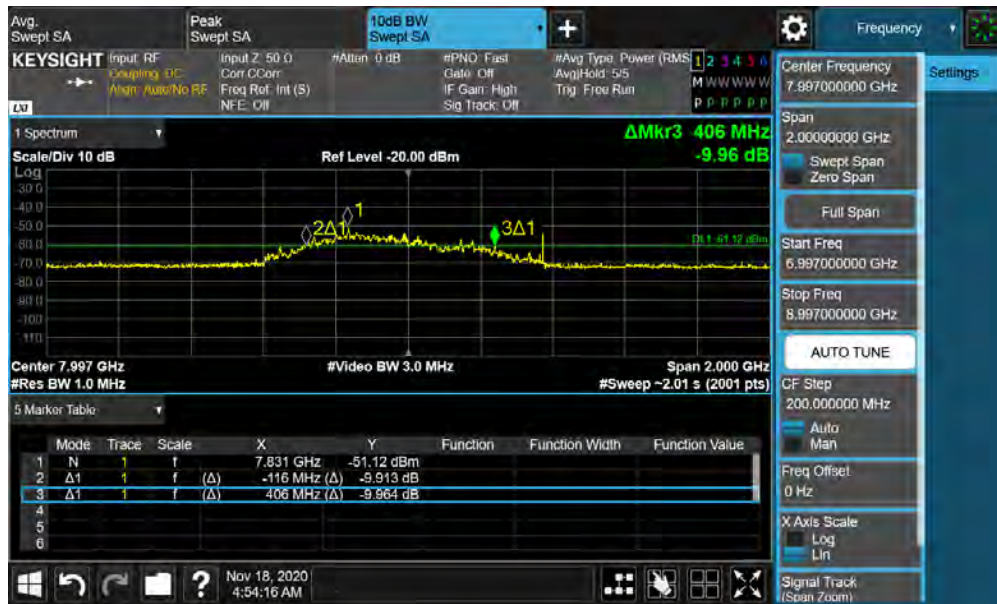 Avg.
Swept SA
Peak
Swept SA
10dB BW
Swept SA
Frequency
KEYSIGHT
LXI
Input: RF
Coupling: DC
Align: Auto/No RF
Input Z: 50 Ω
Corr CCorr
Freq Ref: Int (S)
NFE: Off
#Atten: 0 dB
#PNO: Fast
Gate: Off
IF Gain: High
Sig Track: Off
#Avg Type: Power (RMS
Avg|Hold: 5/5
Trig: Free Run
1 2 3 4 5 6
M W W W W W
P P P P P P
Settings
1 Spectrum
ΔMkr3 406 MHz
-9.96 dB
Scale/Div 10 dB
Ref Level -20.00 dBm
Log
-30.0
-40.0
-50.0
-60.0
-70.0
-80.0
-90.0
-100
-110
1
2Δ1
3Δ1
DL1 -61.12 dBm
Center 7.997 GHz
#Video BW 3.0 MHz
Span 2.000 GHz
#Res BW 1.0 MHz
#Sweep ~2.01 s (2001 pts)
5 Marker Table
Mode Trace Scale X Y Function Function Width Function Value
1 N 1 f 7.831 GHz -51.12 dBm
2 Δ1 1 f (Δ) -116 MHz (Δ) -9.913 dB
3 Δ1 1 f (Δ) 406 MHz (Δ) -9.964 dB
4
5
6
Center Frequency
7.997000000 GHz
Span
2.00000000 GHz
Swept Span
Zero Span
Full Span
Start Freq
6.997000000 GHz
Stop Freq
8.997000000 GHz
AUTO TUNE
CF Step
200.000000 MHz
Auto
Man
Freq Offset
0 Hz
X Axis Scale
Log
Lin
Signal Track
(Span Zoom)
?
Nov 18, 2020
4:54:16 AM